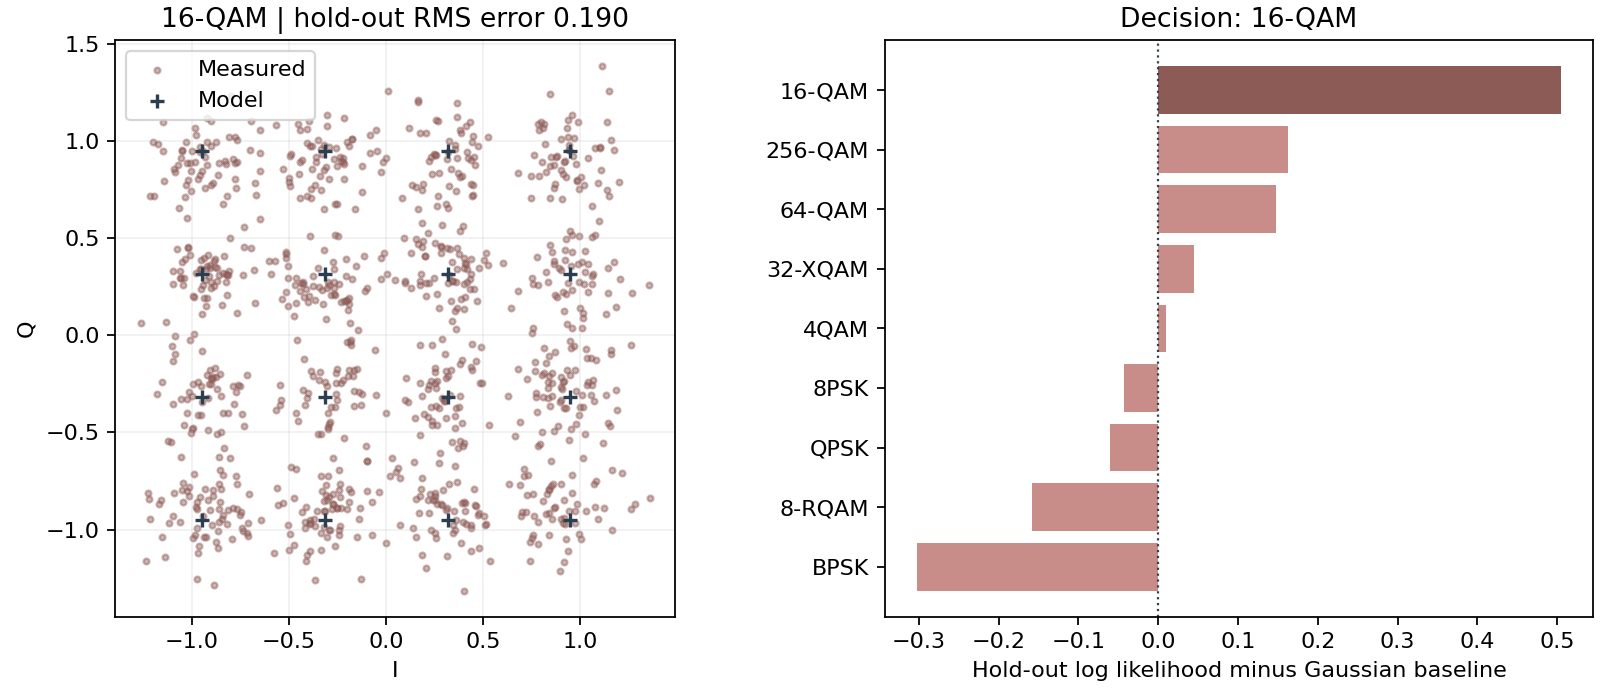 16-QAM | hold-out RMS error 0.190
Measured
Model
1.5
1.0
0.5
0.0
−0.5
−1.0
Q
−1.0
−0.5
0.0
0.5
1.0
I
Decision: 16-QAM
16-QAM
256-QAM
64-QAM
32-XQAM
4QAM
8PSK
QPSK
8-RQAM
BPSK
−0.3
−0.2
−0.1
0.0
0.1
0.2
0.3
0.4
0.5
Hold-out log likelihood minus Gaussian baseline